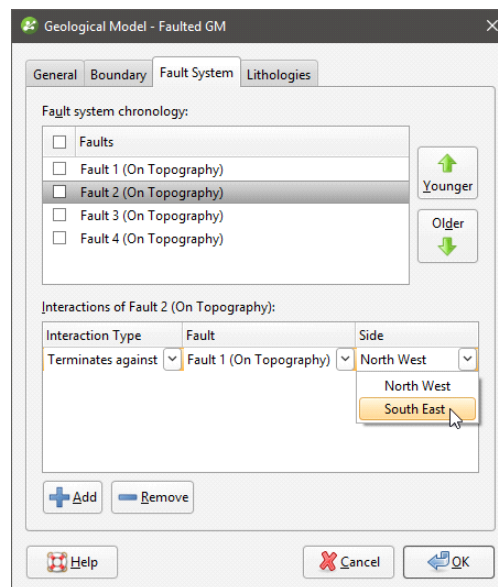 Geological Model - Faulted GM
General Boundary Fault System Lithologies
Fault system chronology:
Faults
Fault 1 (On Topography)
Fault 2 (On Topography)
Fault 3 (On Topography)
Fault 4 (On Topography)
Younger
Older
Interactions of Fault 2 (On Topography):
Interaction Type Fault Side
Terminates against Fault 1 (On Topography) North West
North West
South East
Add Remove
Help Cancel OK